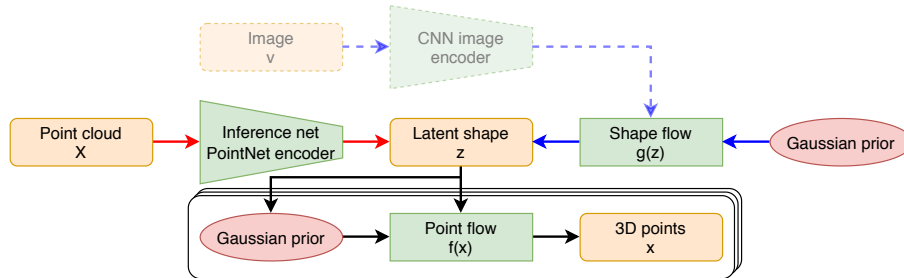 Image
v
CNN image
encoder
Point cloud
X
Inference net
PointNet encoder
Latent shape
z
Shape flow
g(z)
Gaussian prior
Gaussian prior
Point flow
f(x)
3D points
x